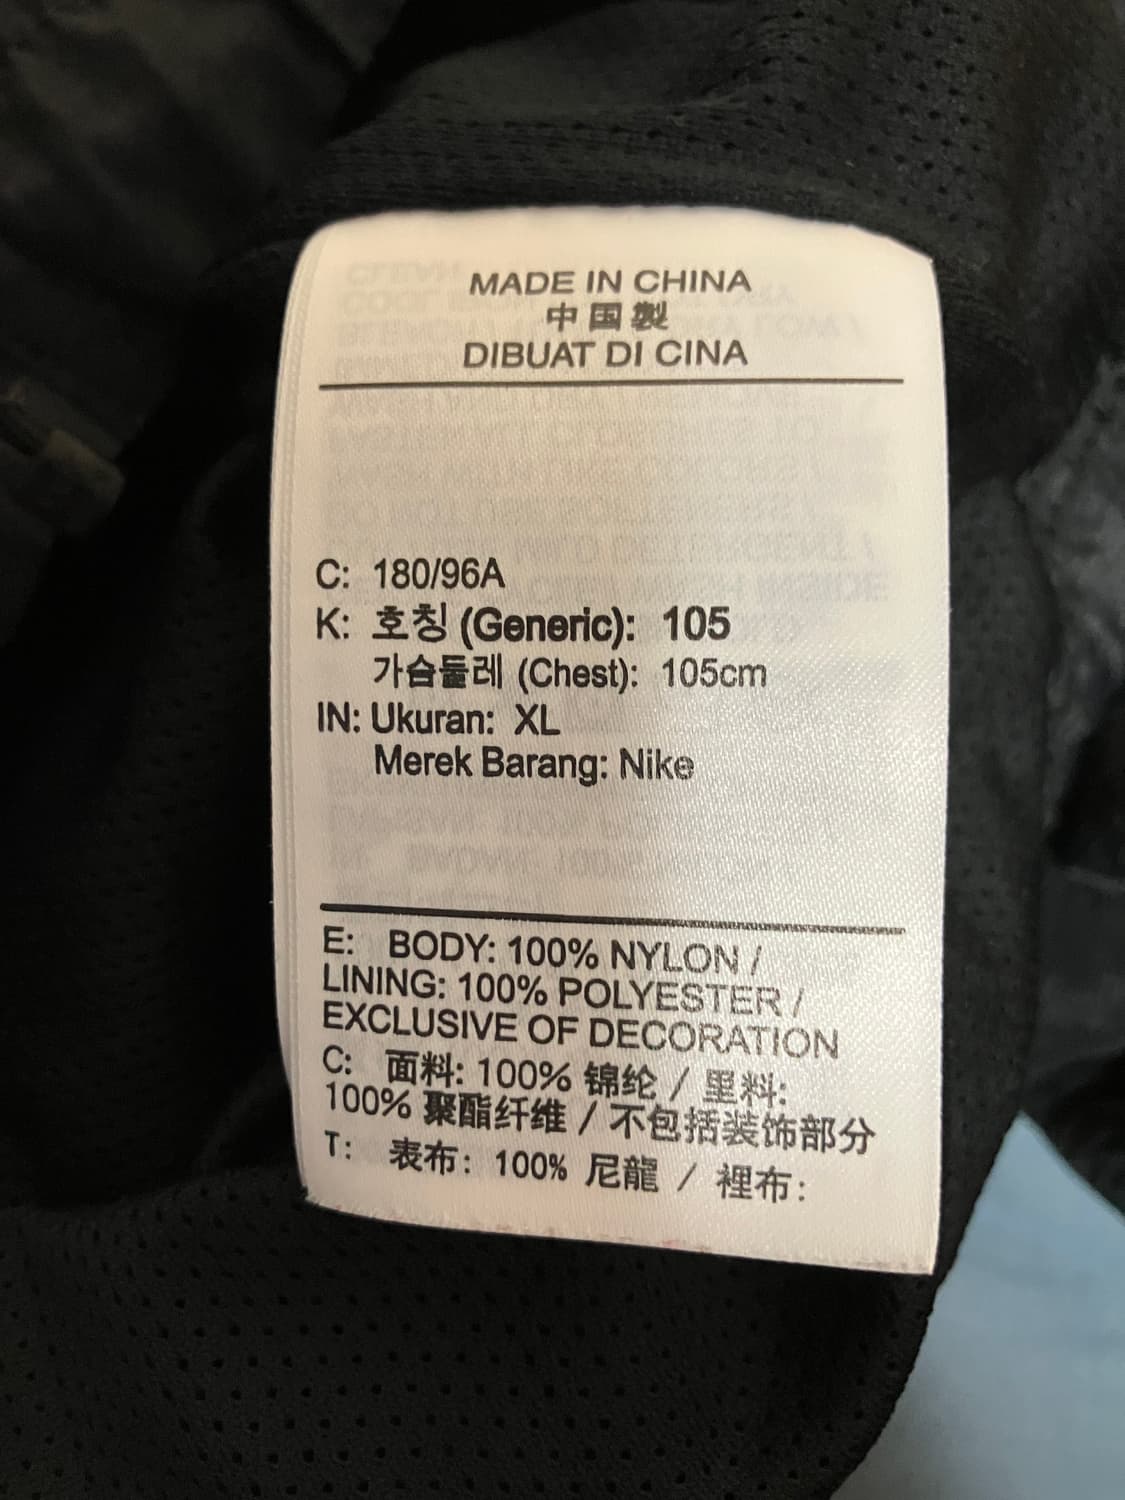 MADE IN CHINA
中国製
DIBUAT DI CINA
C: 180/96A
K: 호칭 (Generic): 105
가슴둘레 (Chest): 105cm
IN: Ukuran: XL
Merek Barang: Nike
E: BODY: 100% NYLON /
LINING: 100% POLYESTER /
EXCLUSIVE OF DECORATION
C: 面料: 100% 锦纶 / 里料:
100% 聚酯纤维 / 不包括装饰部分
T: 表布: 100% 尼龍 / 裡布: